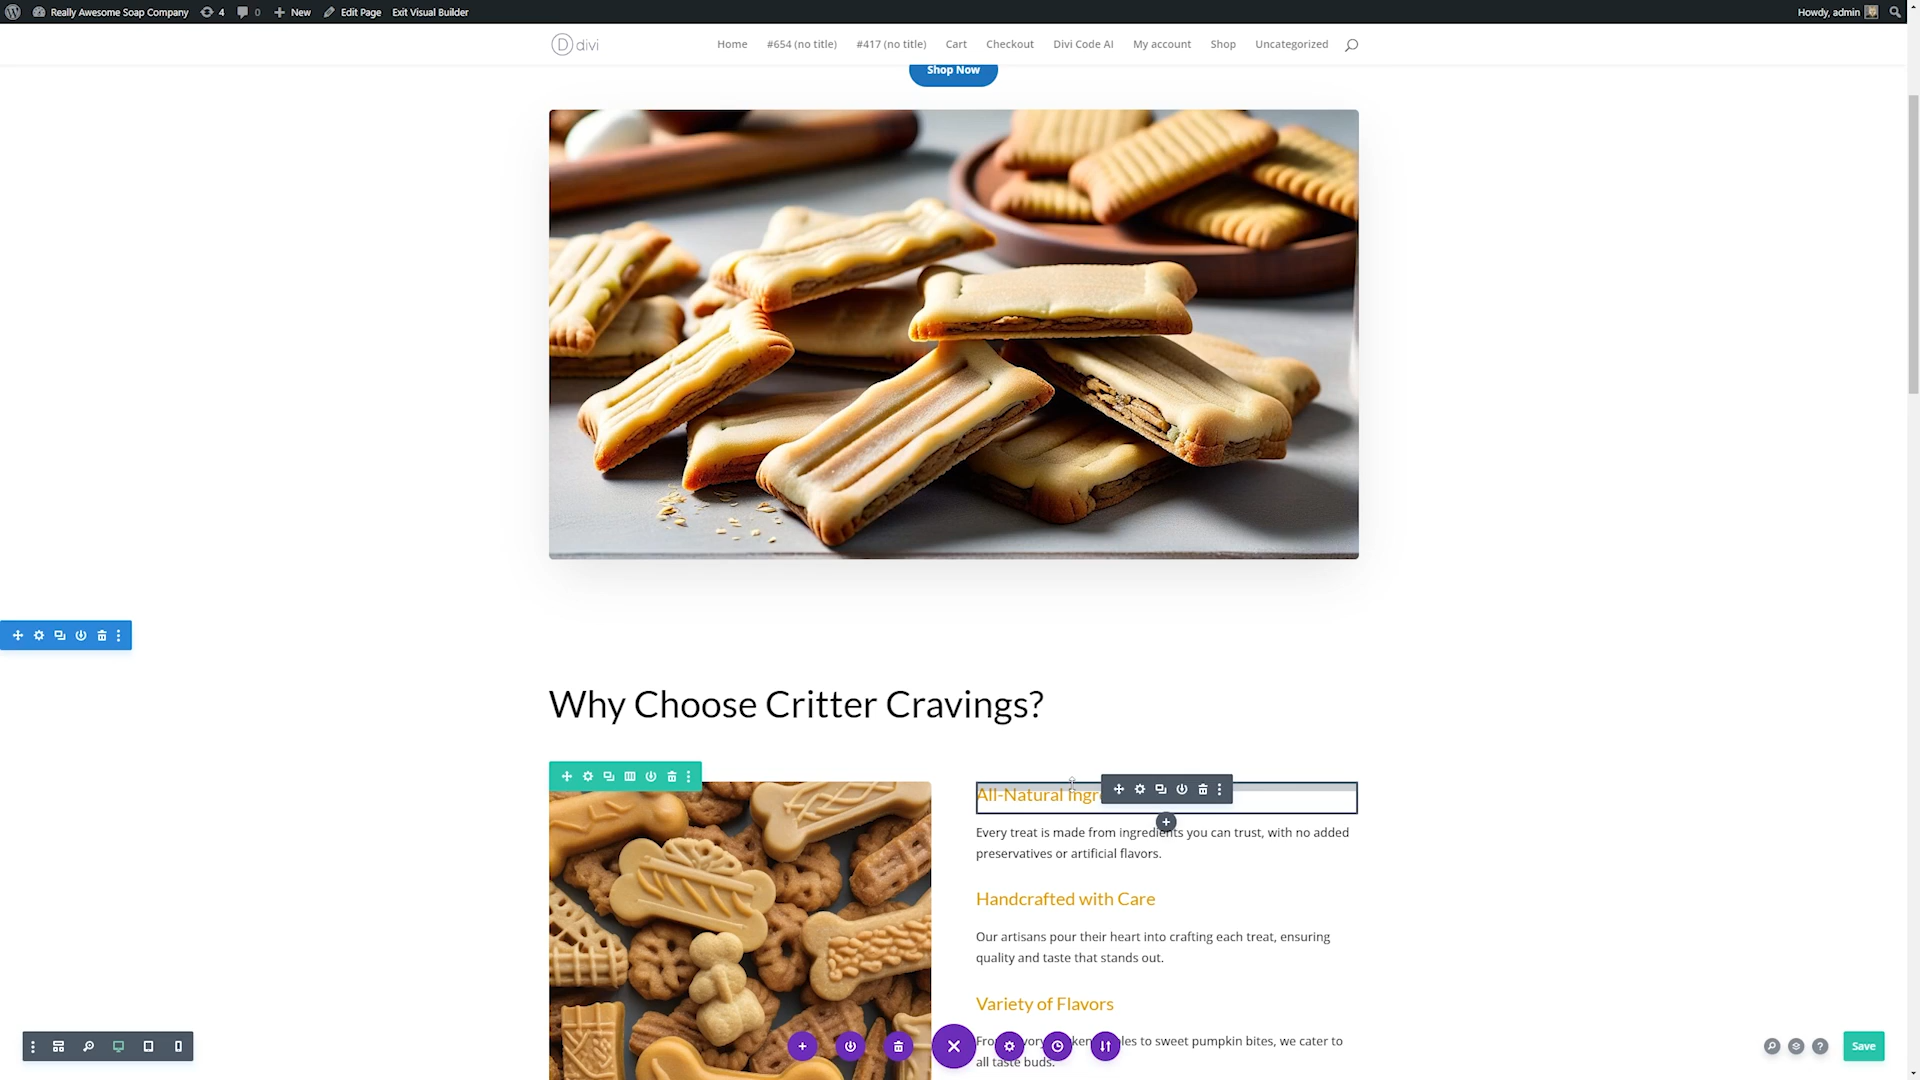 Really Awesome Soap Company 4 0 New Edit Page Exit Visual Builder Howdy, admin
D divi Home #654 (no title) #417 (no title) Cart Checkout Divi Code AI My account Shop Uncategorized
Shop Now
Why Choose Critter Cravings?
All-Natural
Every treat is made from ingredients you can trust, with no added
preservatives or artificial flavors.
Handcrafted with Care
Our artisans pour their heart into crafting each treat, ensuring
quality and taste that stands out.
Variety of Flavors
to sweet pumpkin bites, we cater to
all taste buds.
Save